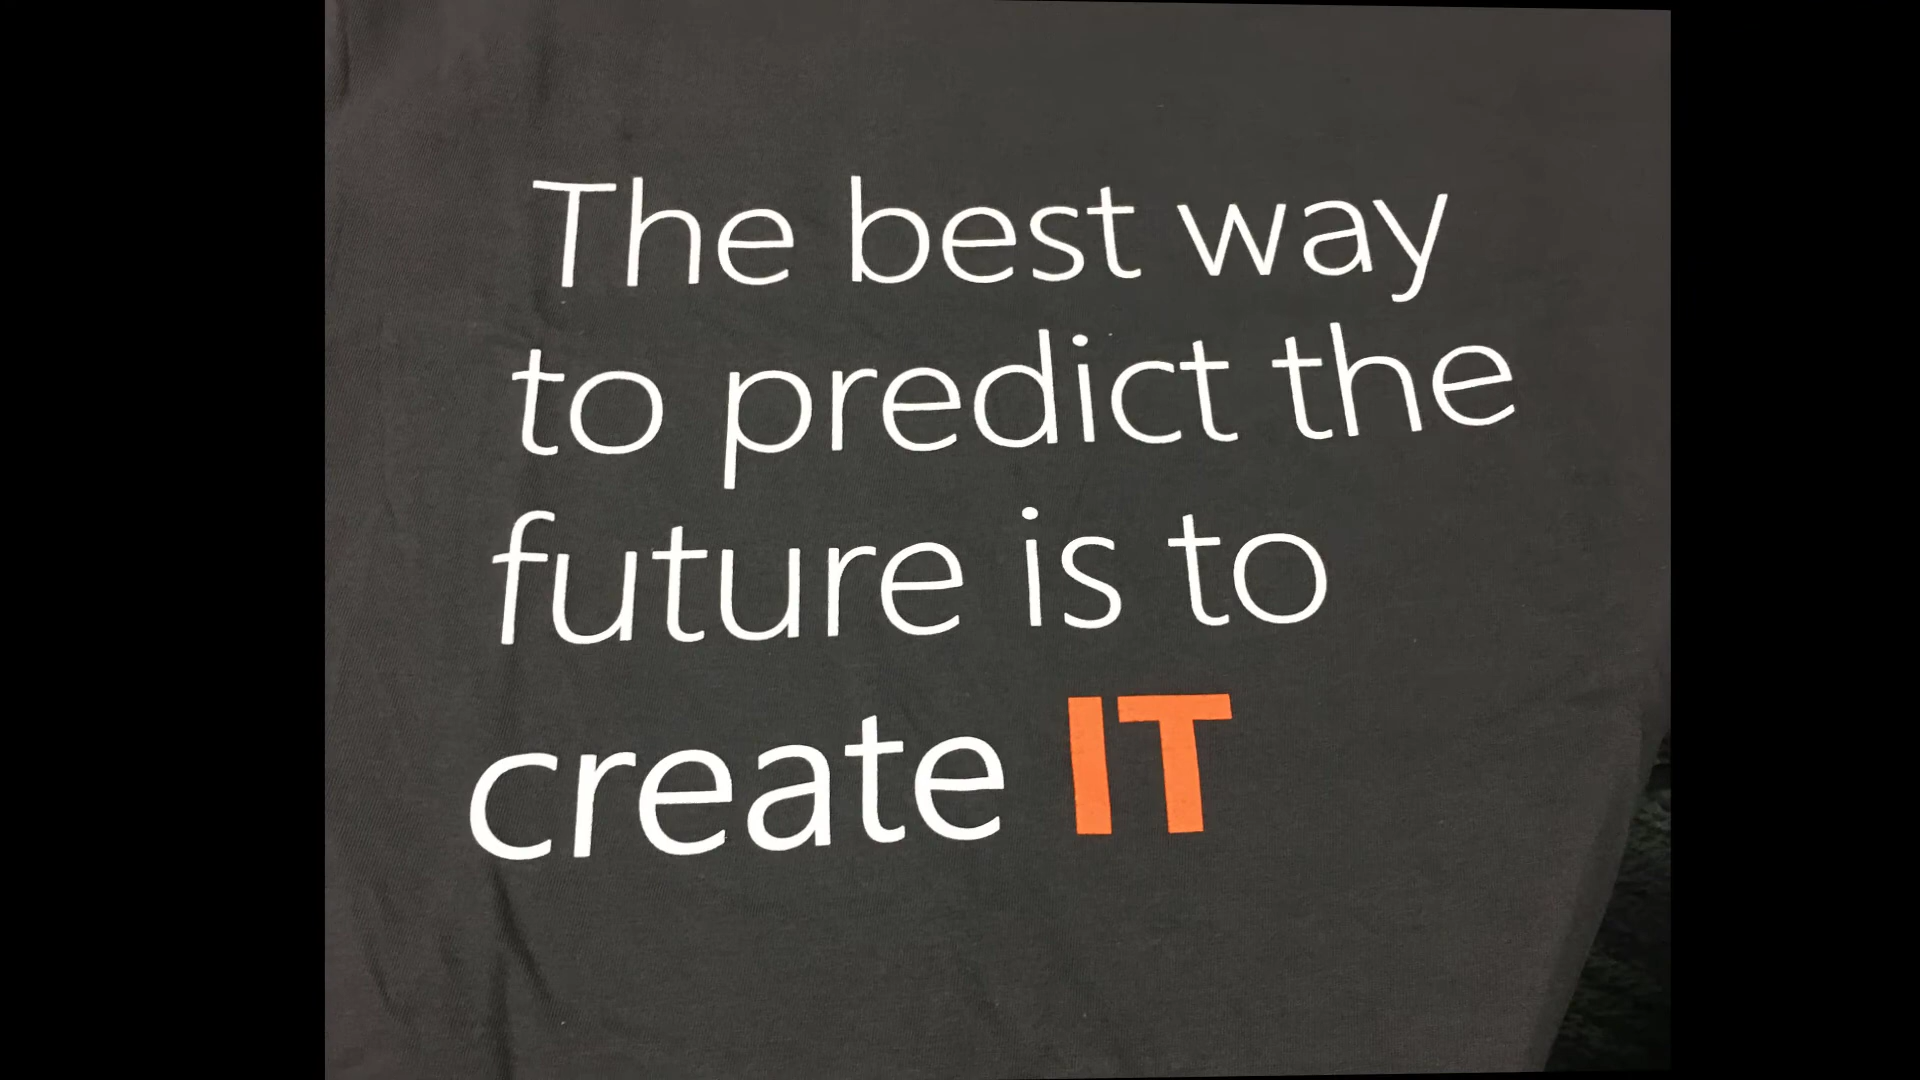 The best way
to predict the
future is to
create IT